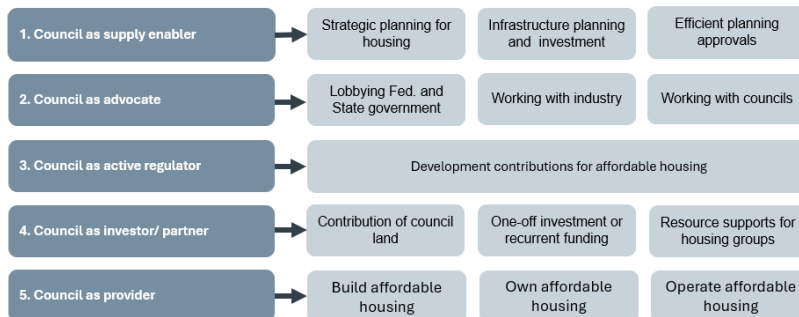 1. Council as supply enabler
Strategic planning for
housing
Infrastructure planning
and investment
Efficient planning
approvals
2. Council as advocate
Lobbying Fed. and
State government
Working with industry
Working with councils
3. Council as active regulator
Development contributions for affordable housing
4. Council as investor/ partner
Contribution of council
land
One-off investment or
recurrent funding
Resource supports for
housing groups
5. Council as provider
Build affordable
housing
Own affordable
housing
Operate affordable
housing